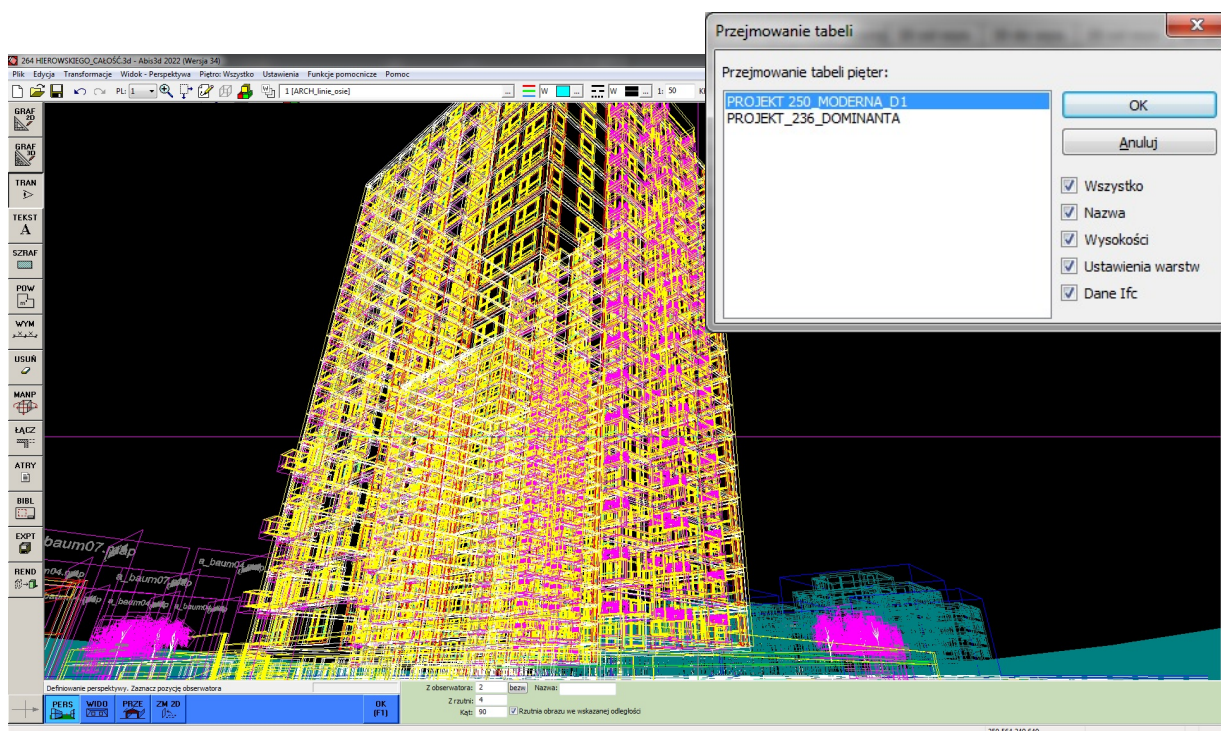 Przejmowanie tabeli
Przejmowanie tabeli pięter:
PROJEKT 250_MODERNA_D1
PROJEKT_236_DOMINANTA
OK
Anuluj
Wszystko
Nazwa
Wysokości
Ustawienia warstw
Dane Ifc
264 HIEROWSKIEGO_CAŁOŚĆ.3d - Abis3d 2022 (Wersja 34)
Plik Edycja Transformacje Widok - Perspektywa Piętro: Wszystko Ustawienia Funkcje pomocnicze Pomoc
PL: 1 1 [ARCH_linie_osie] ... W ... W ... 1: 50
GRAF 2D
GRAF 3D
TRAN
TEKST
A
SZRAF
POW
m²
WYM
USUŃ
MANP
ŁĄCZ
ATRY
BIBL
EXPT
REND
a_baum04
a_baum07
a_baum04
Definiowanie perspektywy. Zaznacz pozycję obserwatora
PERS WIDO PRZE ZM 2D OK (F1)
Z obserwatora: 2 bezw Nazwa:
Z rzutni: 4
Kąt: 90 Rzutnia obrazu we wskazanej odległości